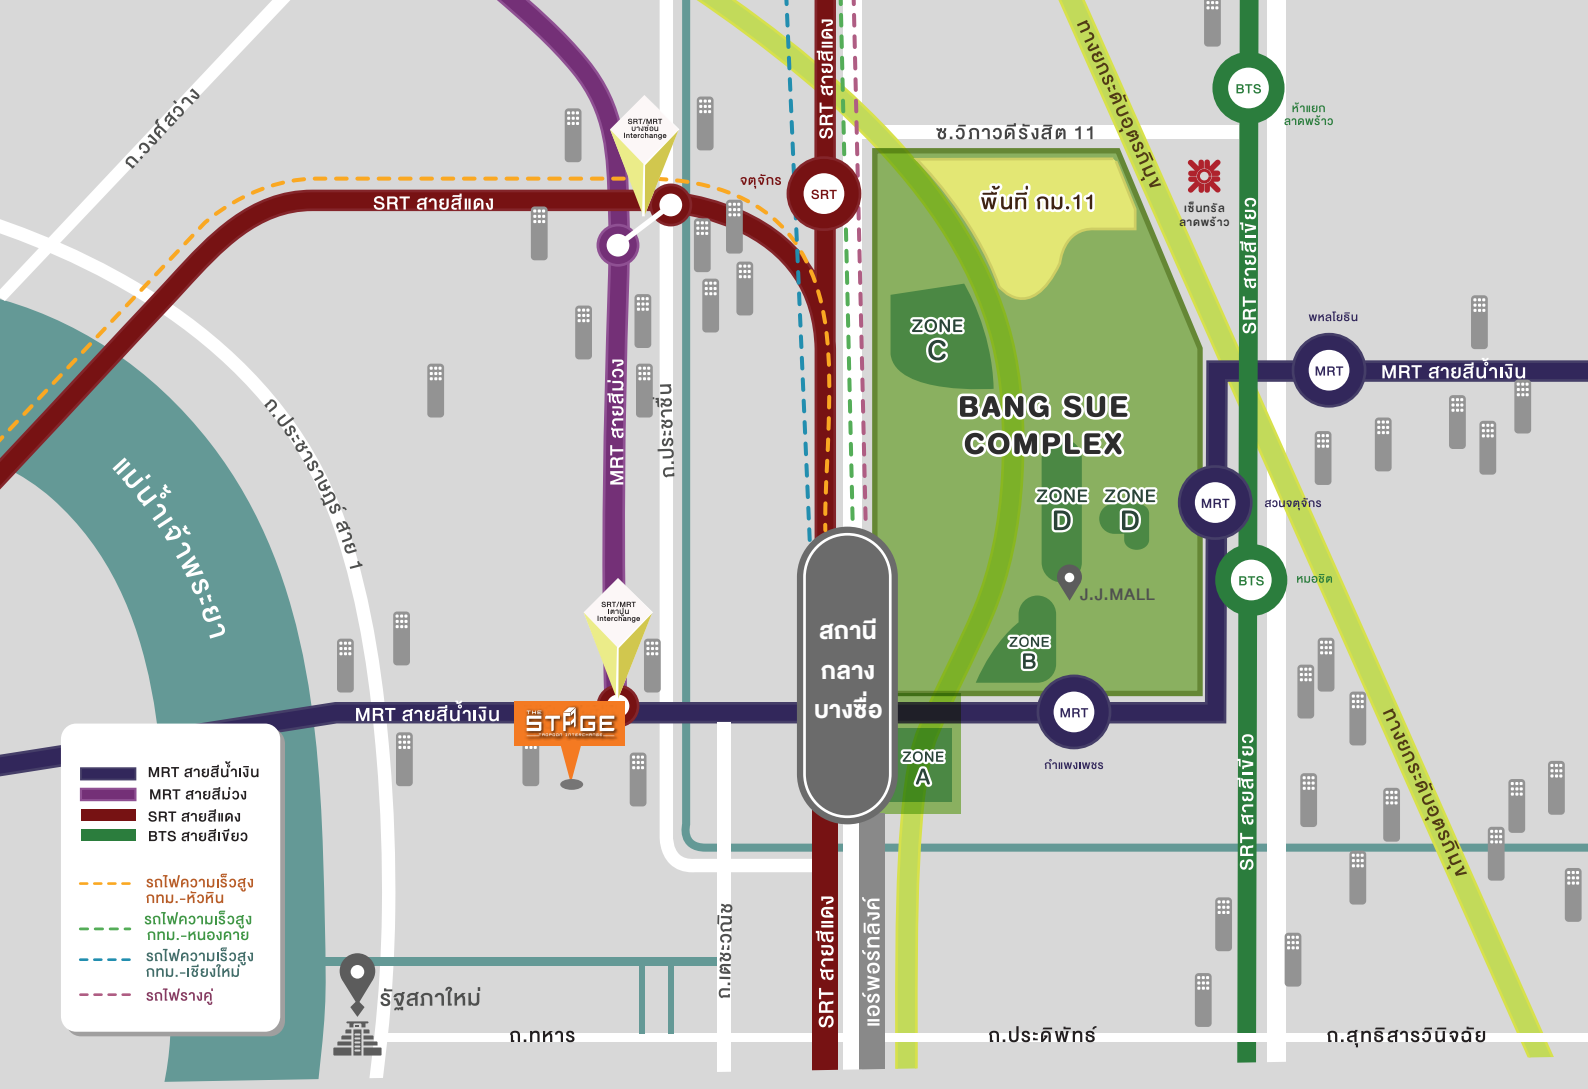 ถ.วงศ์สว่าง
SRT/MRT
บางซ่อน
Interchange
SRT สายสีแดง
SRT สายสีแดง
จตุจักร
SRT
ซ.วิภาวดีรังสิต 11
ทางยกระดับอุตรภิมุข
BTS
ห้าแยก
ลาดพร้าว
เซ็นทรัล
ลาดพร้าว
พื้นที่ กม.11
SRT สายสีเขียว
พหลโยธิน
MRT
MRT สายสีน้ำเงิน
ZONE
C
BANG SUE
COMPLEX
ZONE
D
ZONE
D
MRT
สวนจตุจักร
BTS
หมอชิต
J.J.MALL
ZONE
B
MRT สายสีม่วง
ถ.ประชาชื่น
ถ.ประชาราษฎร์ สาย 1
แม่น้ำเจ้าพระยา
SRT/MRT
เตาปูน
Interchange
สถานี
กลาง
บางซื่อ
MRT สายสีน้ำเงิน
THE
STAGE
TAOPOON INTERCHANGE
MRT
กำแพงเพชร
ZONE
A
SRT สายสีเขียว
ทางยกระดับอุตรภิมุข
MRT สายสีน้ำเงิน
MRT สายสีม่วง
SRT สายสีแดง
BTS สายสีเขียว
รถไฟความเร็วสูง
กทม.-หัวหิน
รถไฟความเร็วสูง
กทม.-หนองคาย
รถไฟความเร็วสูง
กทม.-เชียงใหม่
รถไฟรางคู่
รัฐสภาใหม่
ถ.เตชะวณิช
SRT สายสีแดง
แอร์พอร์ทลิงค์
ถ.ทหาร
ถ.ประดิพัทธ์
ถ.สุทธิสารวินิจฉัย